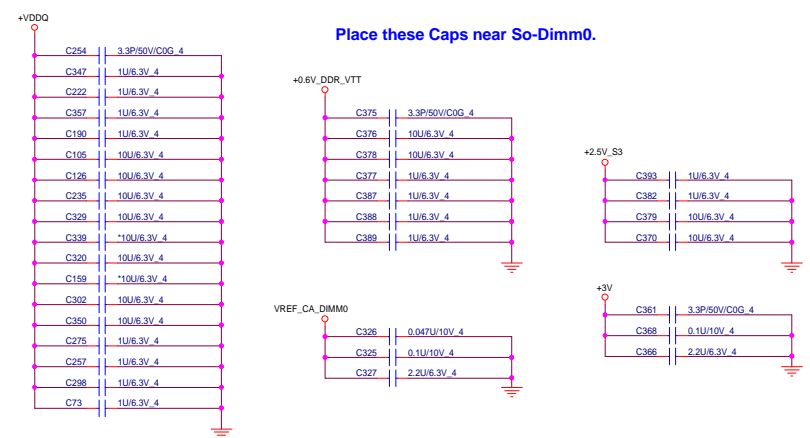 Place these Caps near So-Dimm0.
+VDDQ
C254 3.3P/50V/C0G_4
C347 1U/6.3V_4
C222 1U/6.3V_4
C357 1U/6.3V_4
C190 1U/6.3V_4
C105 10U/6.3V_4
C126 10U/6.3V_4
C235 10U/6.3V_4
C329 10U/6.3V_4
C339 *10U/6.3V_4
C320 10U/6.3V_4
C159 *10U/6.3V_4
C302 10U/6.3V_4
C350 10U/6.3V_4
C275 1U/6.3V_4
C257 1U/6.3V_4
C298 1U/6.3V_4
C73 1U/6.3V_4
+0.6V_DDR_VTT
C375 3.3P/50V/C0G_4
C376 10U/6.3V_4
C378 10U/6.3V_4
C377 1U/6.3V_4
C387 1U/6.3V_4
C388 1U/6.3V_4
C389 1U/6.3V_4
VREF_CA_DIMM0
C326 0.047U/10V_4
C325 0.1U/10V_4
C327 2.2U/6.3V_4
+2.5V_S3
C393 1U/6.3V_4
C382 1U/6.3V_4
C379 10U/6.3V_4
C370 10U/6.3V_4
+3V
C361 3.3P/50V/C0G_4
C368 0.1U/10V_4
C366 2.2U/6.3V_4